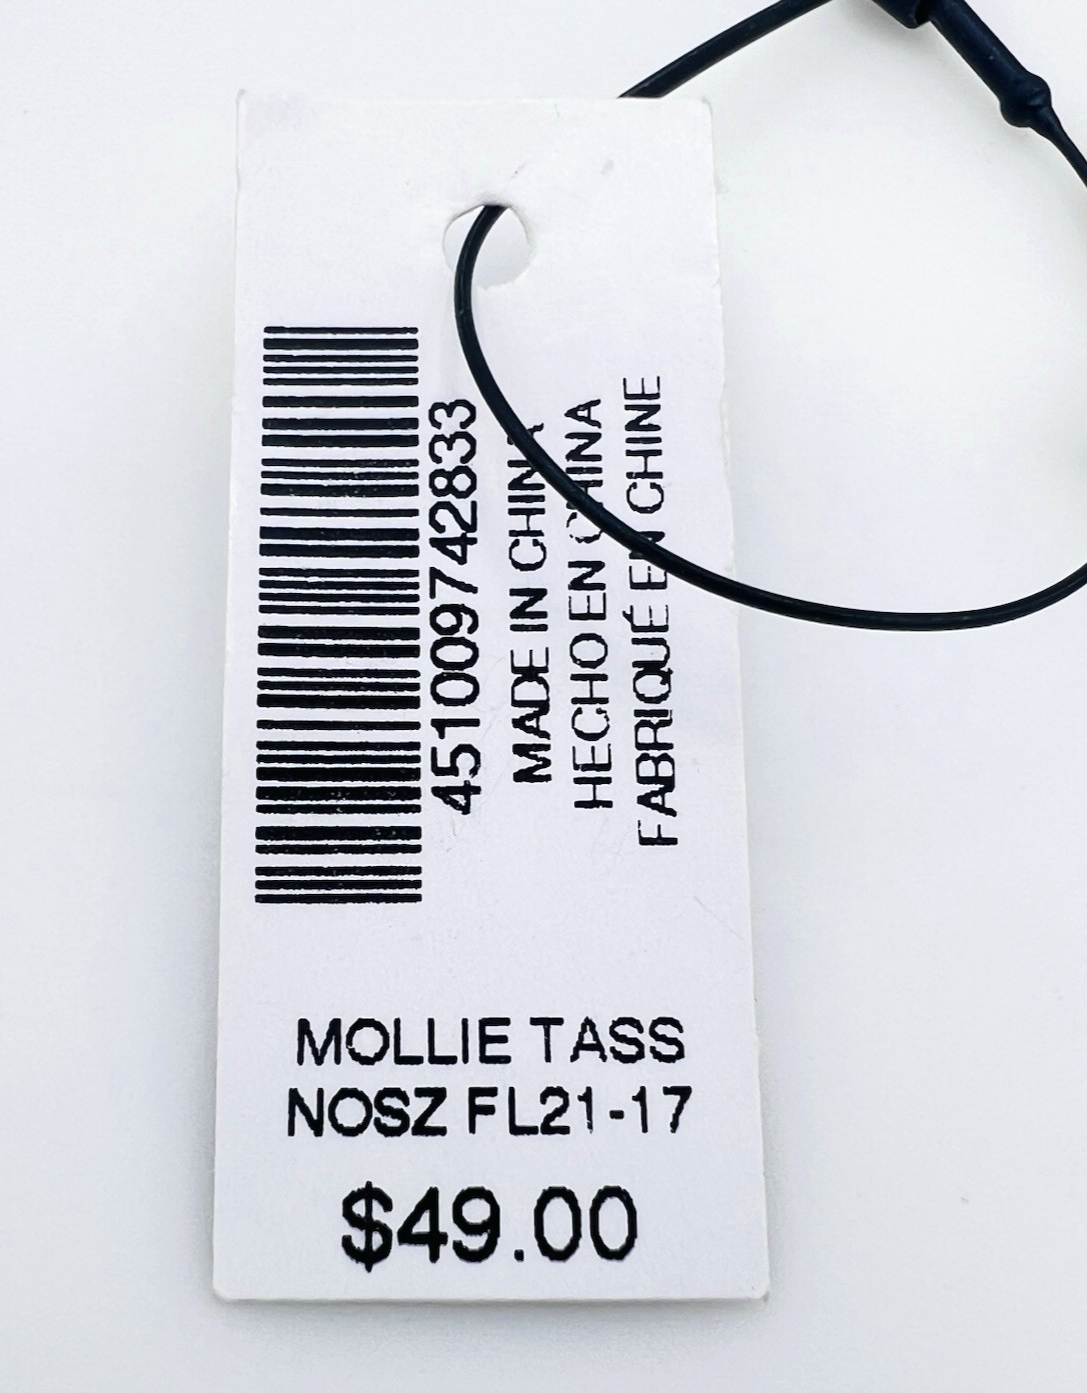 451009742833
MADE IN CHINA
HECHO EN CHINA
FABRIQUÉ EN CHINE
MOLLIE TASS
NOSZ FL21-17
$49.00